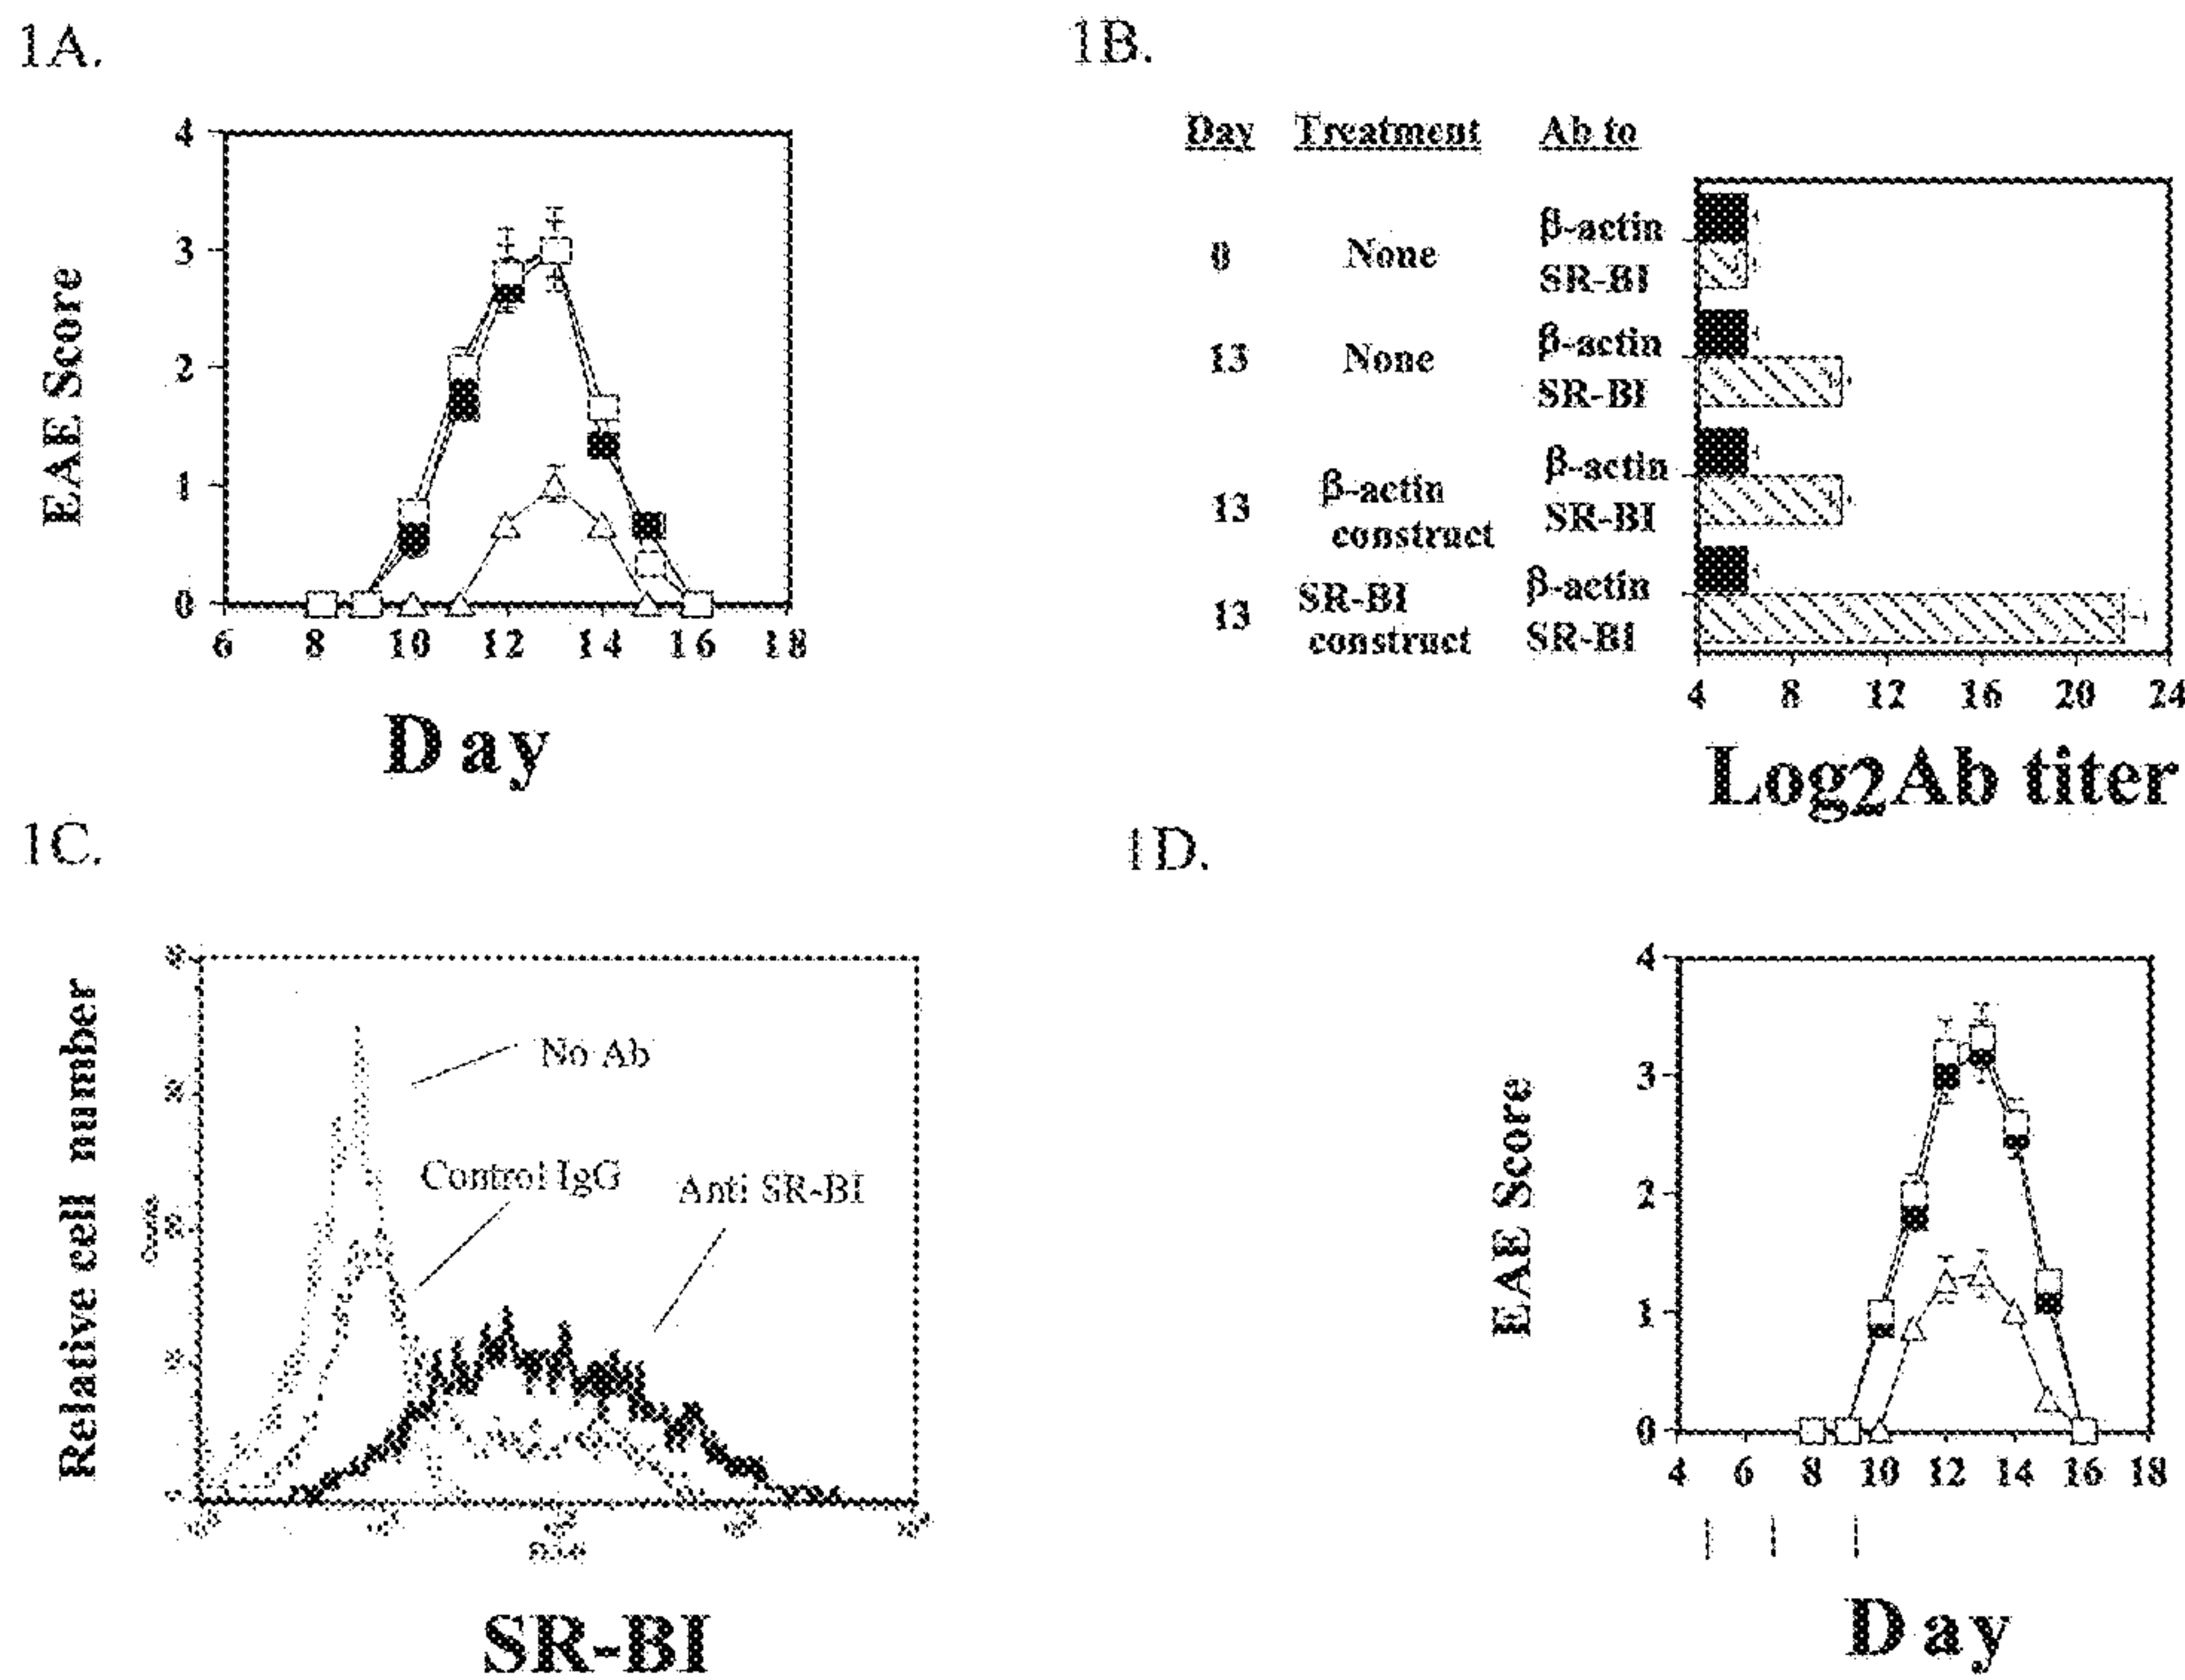 1A.
4
3
2
1
0
EAE Score
6 8 10 12 14 16 18
Day
1B.
Day Treatment Ab to
0 None β-actin
SR-BI
13 None β-actin
SR-BI
13 β-actin construct β-actin
SR-BI
13 SR-BI construct β-actin
SR-BI
4 8 12 16 20 24
Log2Ab titer
1C.
Relative cell number
Counts
No Ab
Control IgG
Anti SR-BI
SR-BI
1D.
4
3
2
1
0
EAE Score
4 6 8 10 12 14 16 18
Day